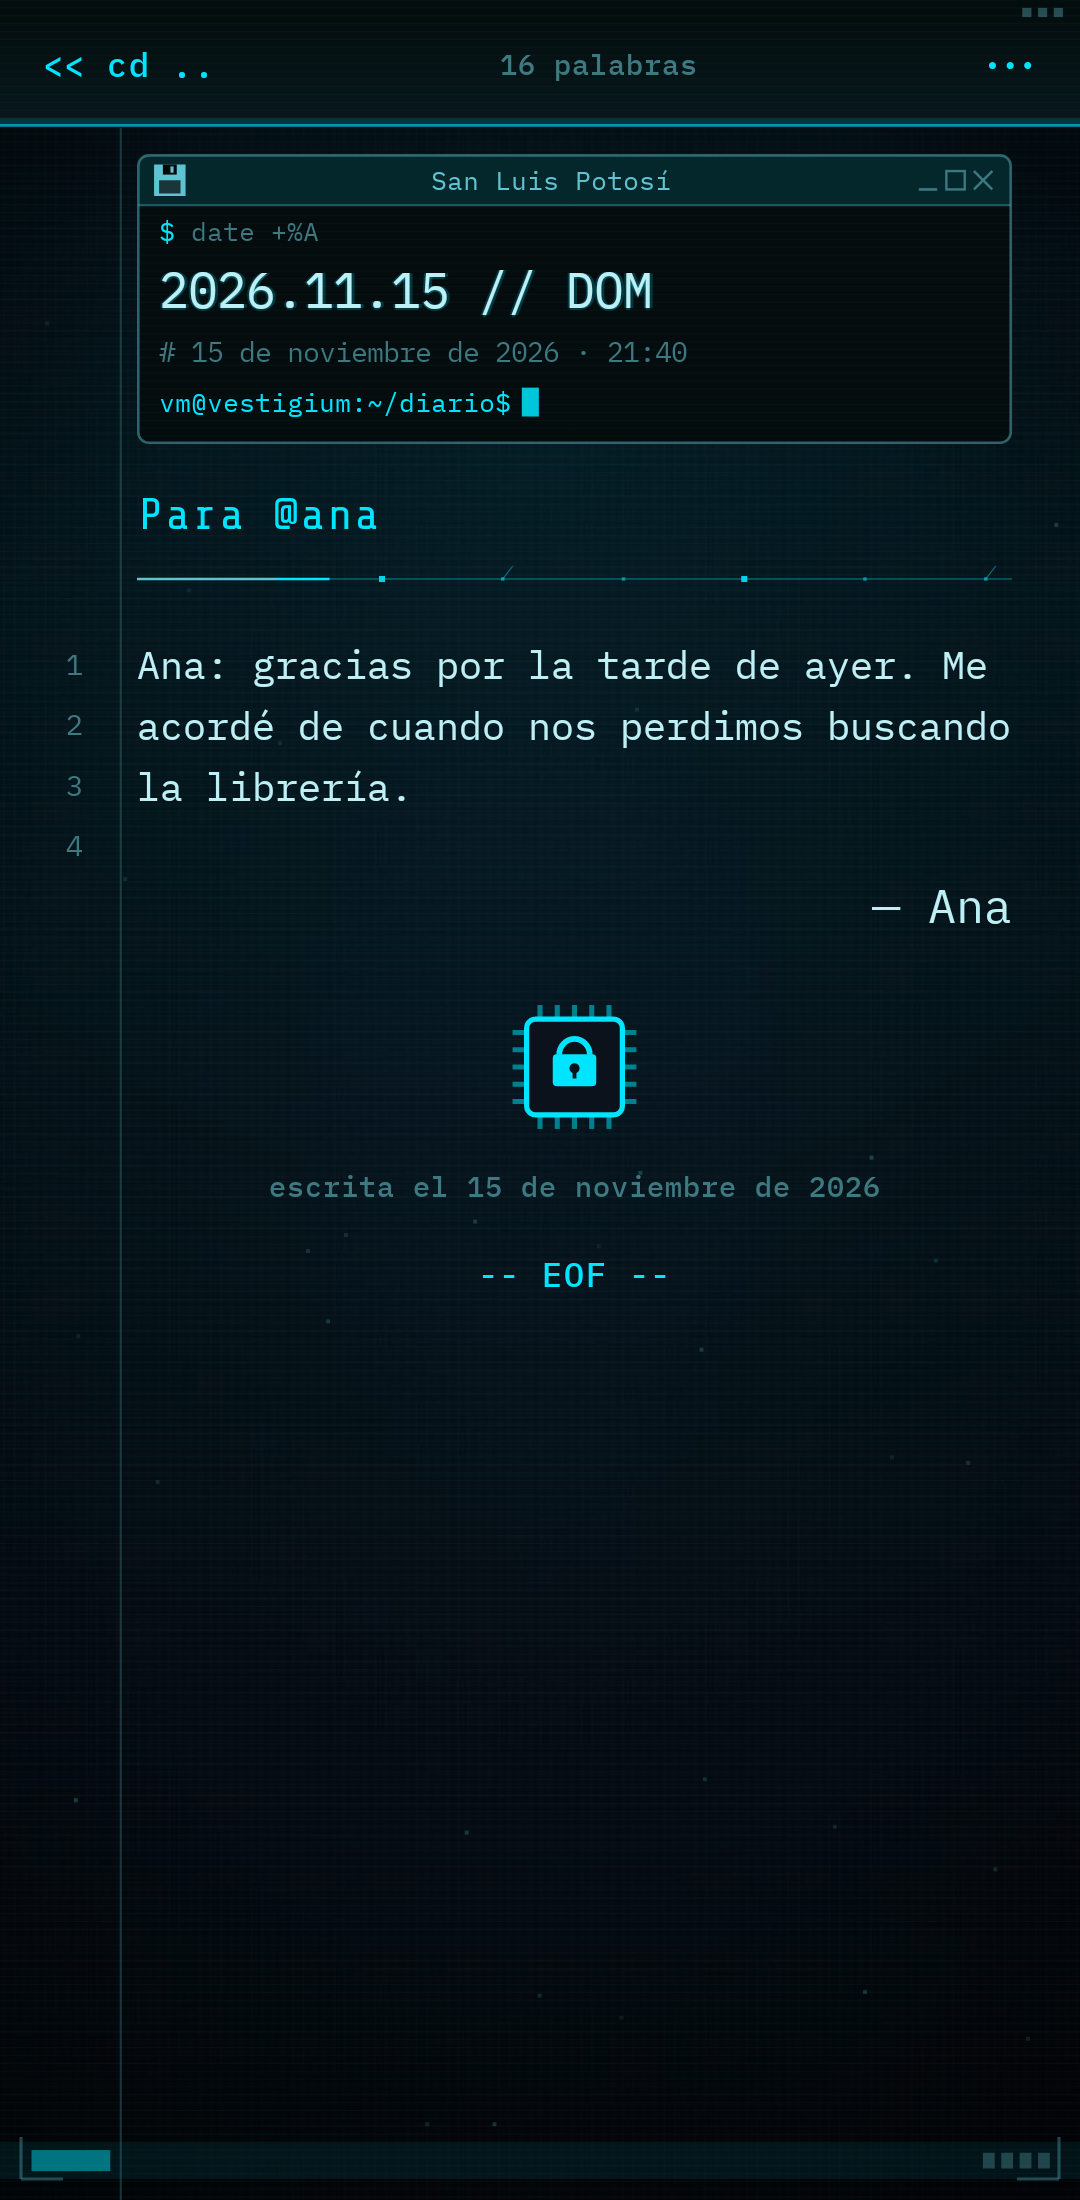 << cd ..
16 palabras
San Luis Potosí
$ date +%A
2026.11.15 // DOM
# 15 de noviembre de 2026 · 21:40
vm@vestigium:~/diario$
Para @ana
1 Ana: gracias por la tarde de ayer. Me
2 acordé de cuando nos perdimos buscando
3 la librería.
4
— Ana
escrita el 15 de noviembre de 2026
-- EOF --